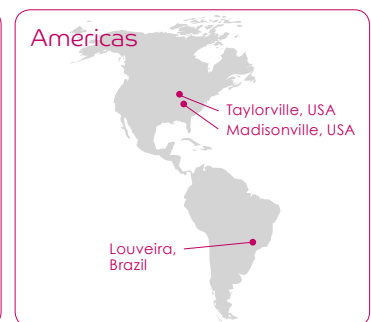 Americas
Taylorville, USA
Madisonville, USA
Louveira,
Brazil